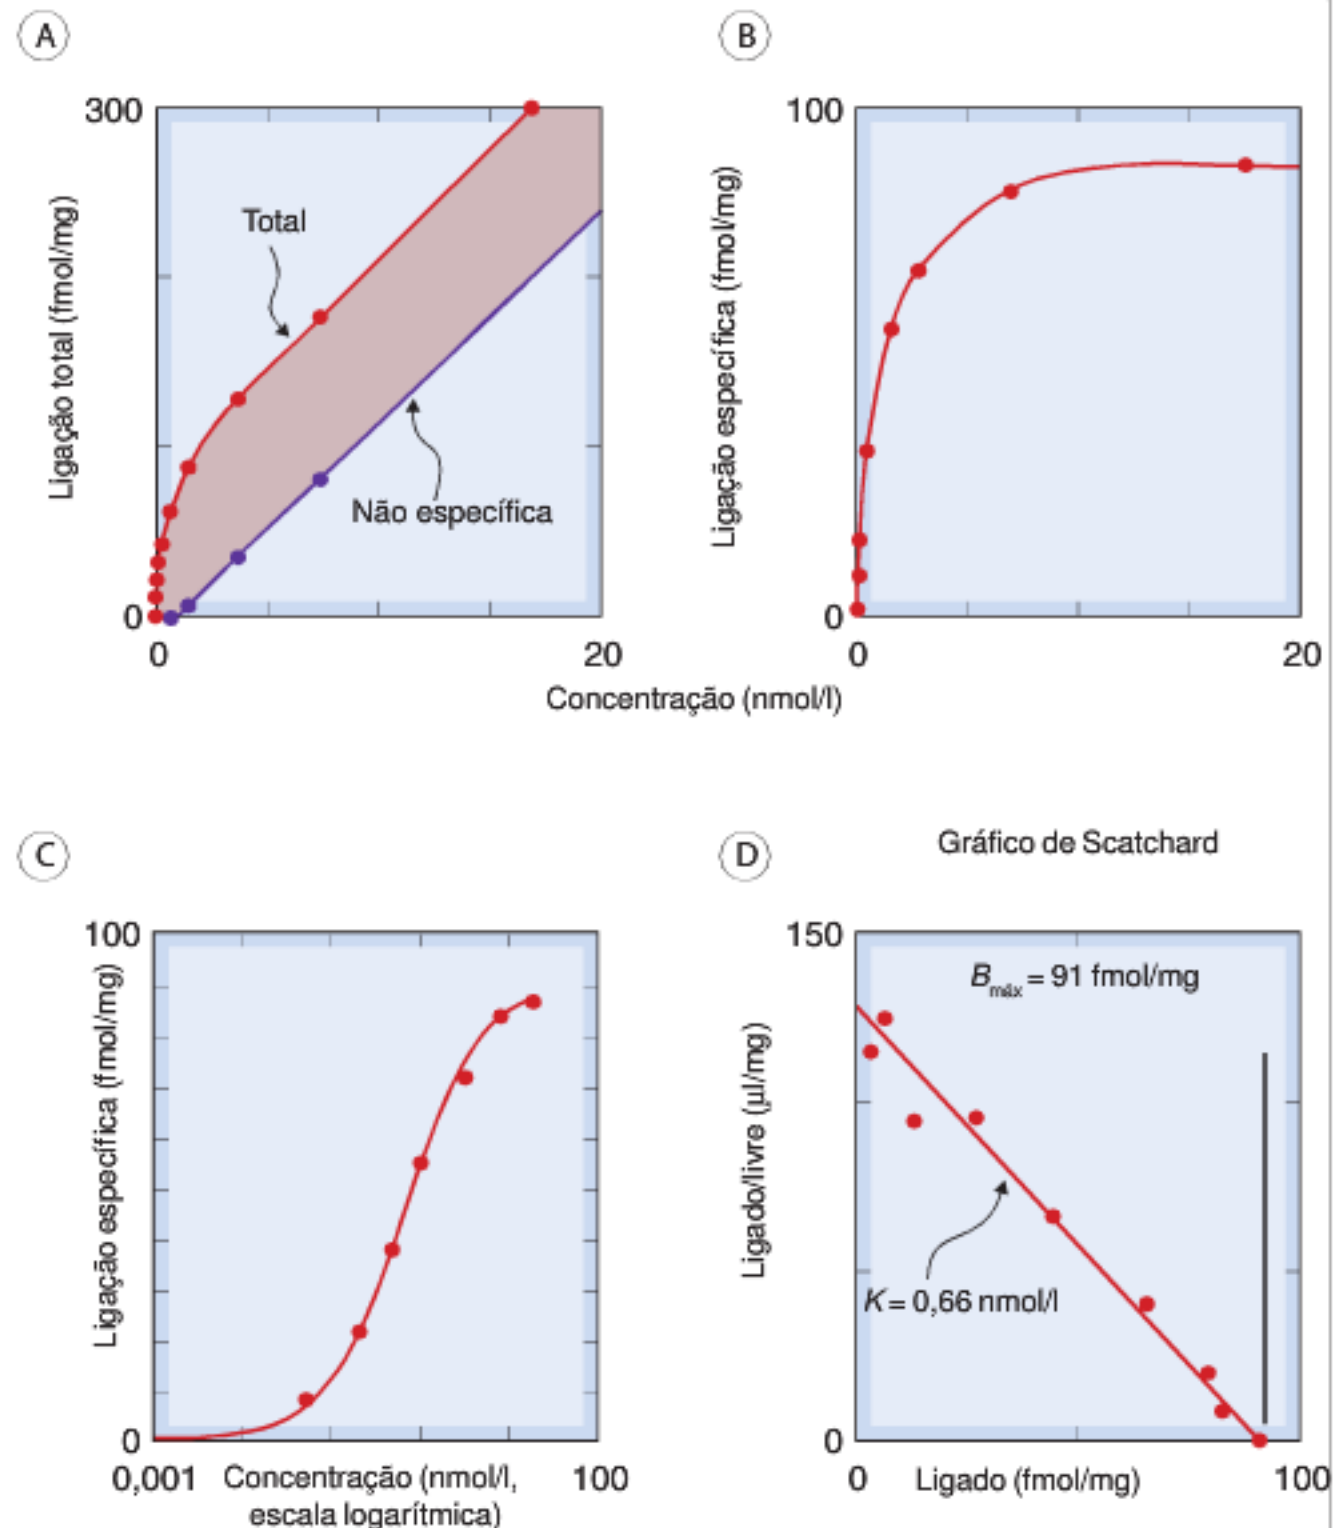 A
B
300
0
0
20
Ligação total (fmol/mg)
Total
Não específica
100
0
0
20
Ligação específica (fmol/mg)
Concentração (nmol/l)
C
D
Gráfico de Scatchard
100
0
0,001
100
Ligação específica (fmol/mg)
Concentração (nmol/l,
escala logarítmica)
150
0
0
100
Ligado/livre (µl/mg)
Bmáx = 91 fmol/mg
K = 0,66 nmol/l
Ligado (fmol/mg)